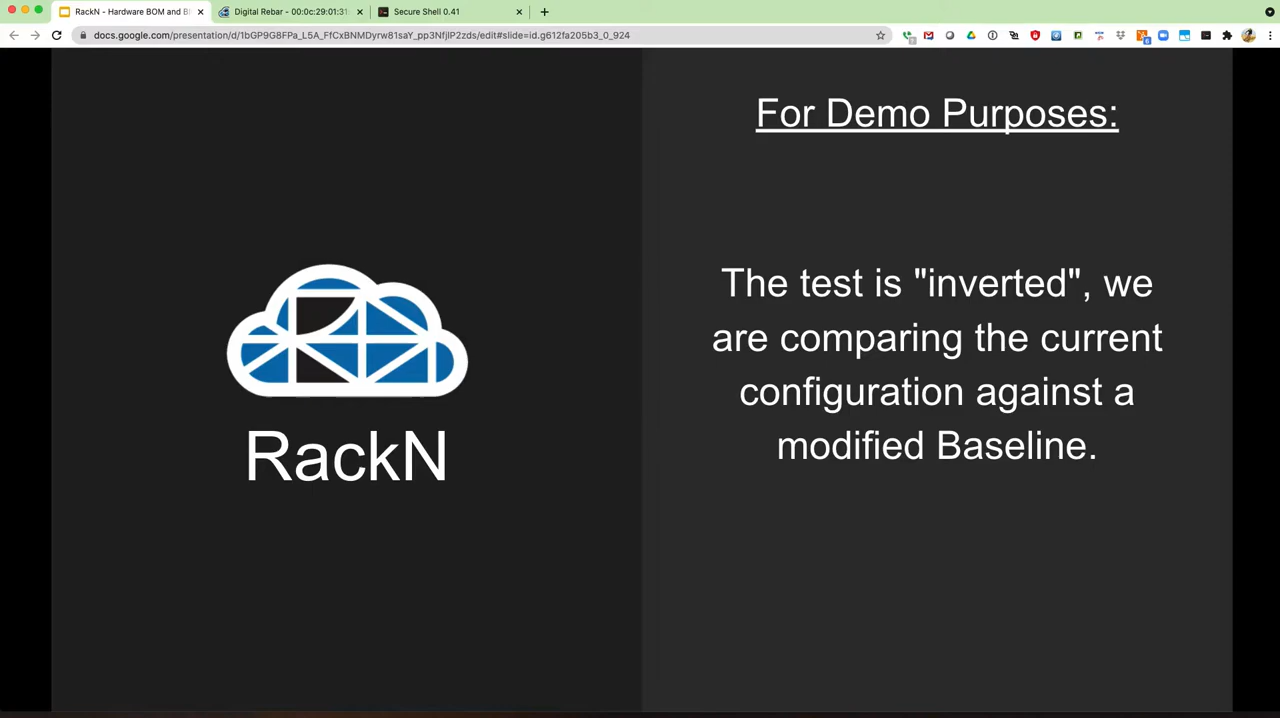 RackN - Hardware BOM and Bl
Digital Rebar - 00:0c:29:01:31
Secure Shell 0.41
docs.google.com/presentation/d/1bGP9G8FPa_L5A_FfCxBNMDyrw81saY_pp3NfjlP2zds/edit#slide=id.g612fa205b3_0_924
For Demo Purposes:
The test is "inverted", we
are comparing the current
configuration against a
modified Baseline.
RackN